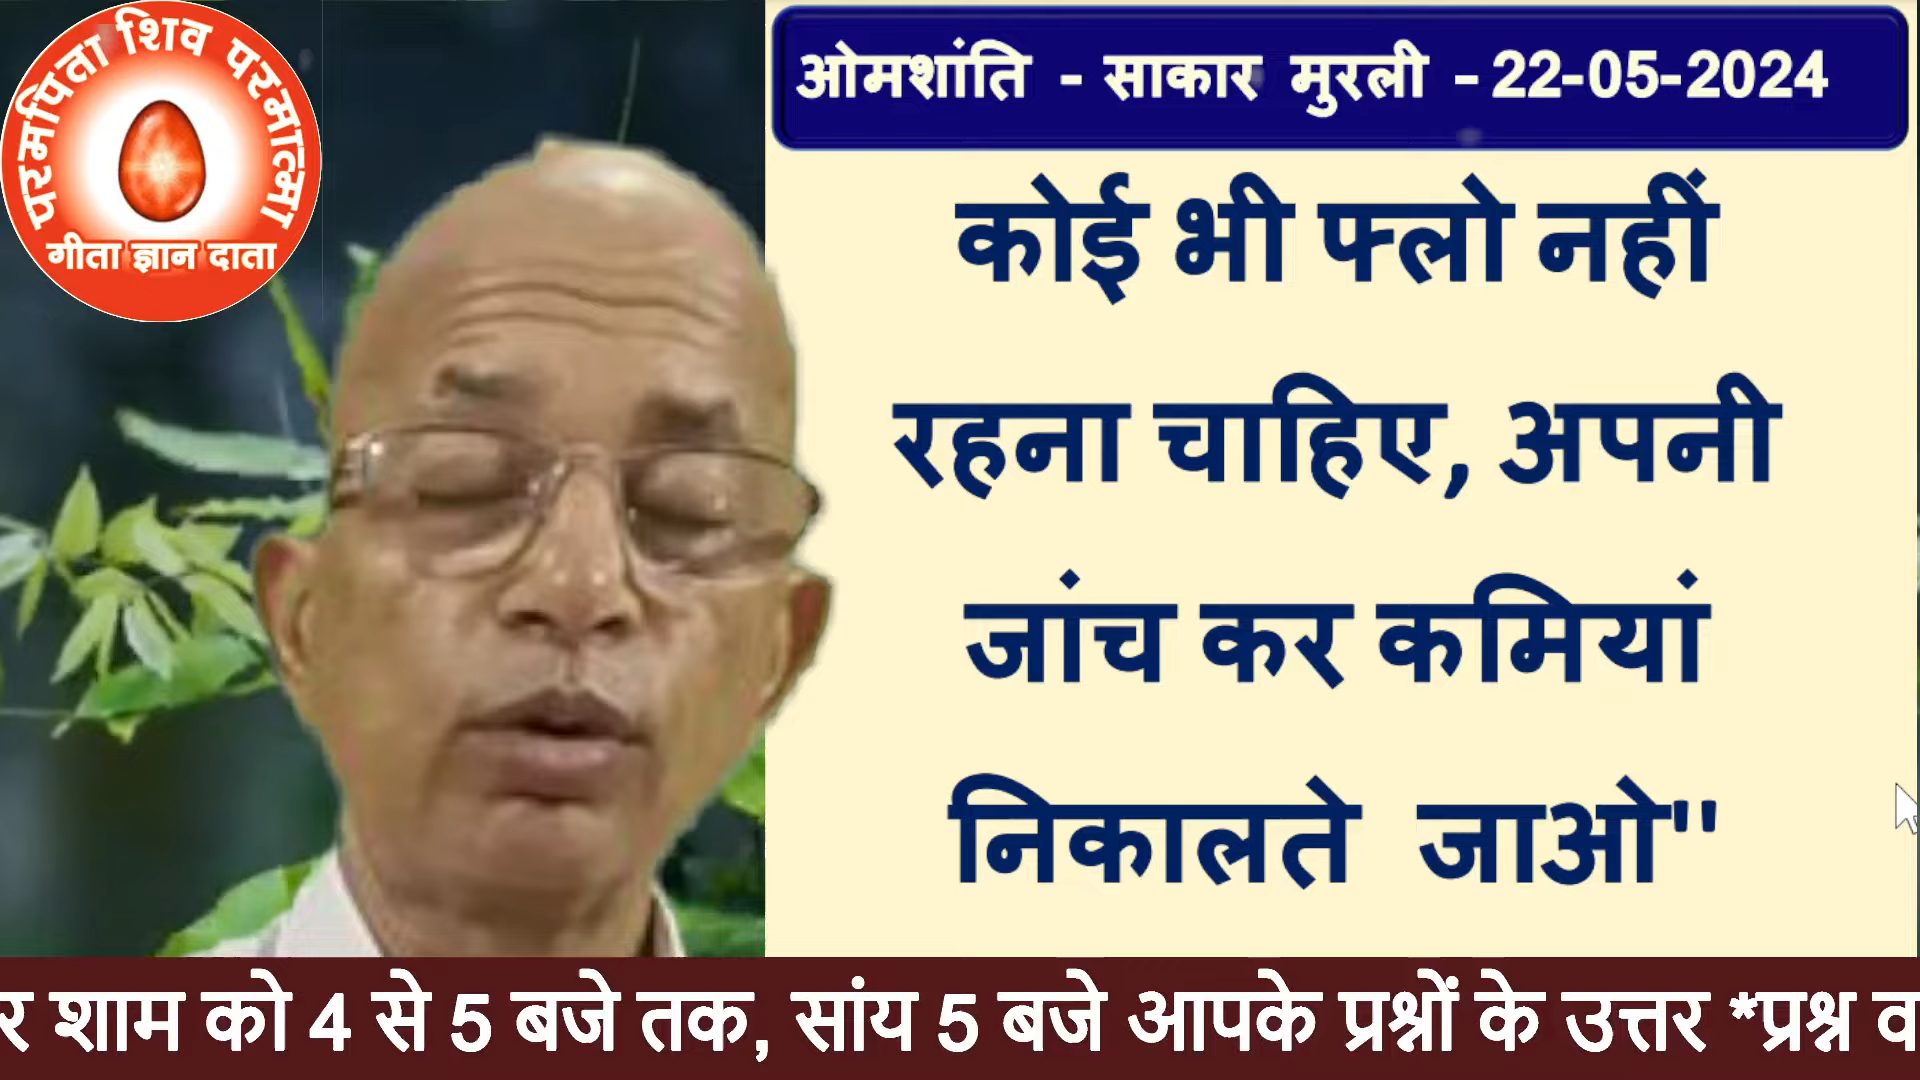 परमपिता शिव परमात्मा
गीता ज्ञान दाता
ओमशांति - साकार मुरली - 22-05-2024
कोई भी फ्लो नहीं
रहना चाहिए, अपनी
जांच कर कमियां
निकालते जाओ"
र शाम को 4 से 5 बजे तक, सांय 5 बजे आपके प्रश्नों के उत्तर *प्रश्न व